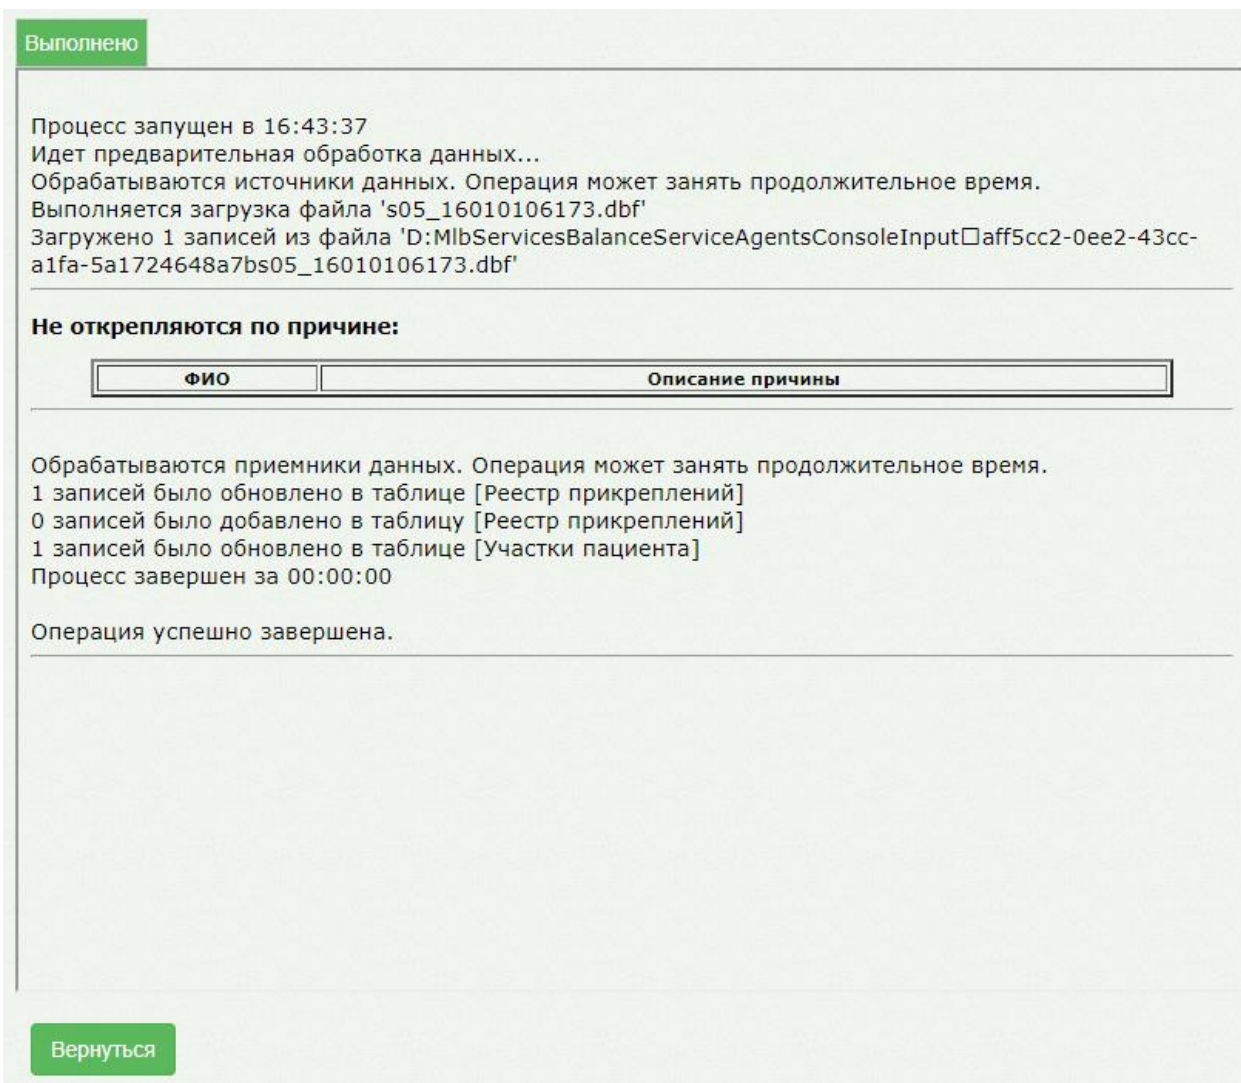 Выполнено
Процесс запущен в 16:43:37
Идет предварительная обработка данных...
Обрабатываются источники данных. Операция может занять продолжительное время.
Выполняется загрузка файла 's05_16010106173.dbf'
Загружено 1 записей из файла 'D:MlbServicesBalanceServiceAgentsConsoleInput□aff5cc2-0ee2-43cc-
a1fa-5a1724648a7bs05_16010106173.dbf'
Не открепляются по причине:
ФИО Описание причины
Обрабатываются приемники данных. Операция может занять продолжительное время.
1 записей было обновлено в таблице [Реестр прикреплений]
0 записей было добавлено в таблицу [Реестр прикреплений]
1 записей было обновлено в таблице [Участки пациента]
Процесс завершен за 00:00:00
Операция успешно завершена.
Вернуться